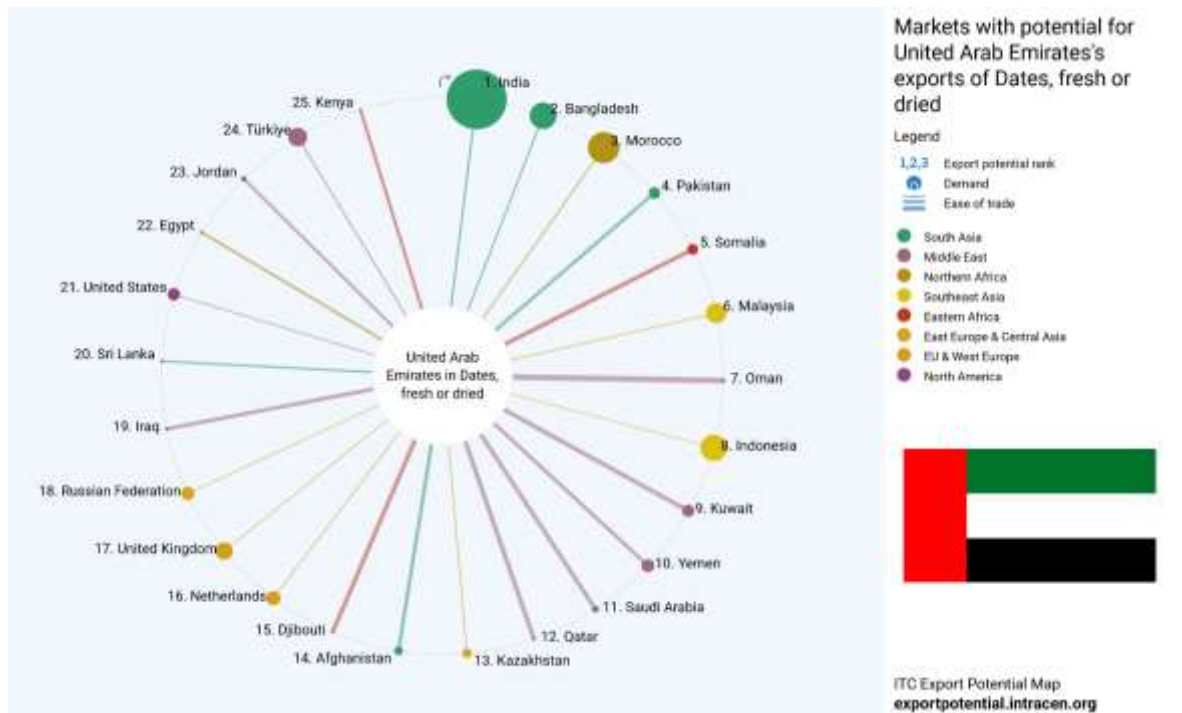 Markets with potential for
United Arab Emirates's
exports of Dates, fresh or
dried
Legend
1,2,3 Export potential rank
Demand
Ease of trade
South Asia
Middle East
Northern Africa
Southeast Asia
Eastern Africa
East Europe & Central Asia
EU & West Europe
North America
United Arab
Emirates in Dates,
fresh or dried
1. India
2. Bangladesh
3. Morocco
4. Pakistan
5. Somalia
6. Malaysia
7. Oman
8. Indonesia
9. Kuwait
10. Yemen
11. Saudi Arabia
12. Qatar
13. Kazakhstan
14. Afghanistan
15. Djibouti
16. Netherlands
17. United Kingdom
18. Russian Federation
19. Iraq
20. Sri Lanka
21. United States
22. Egypt
23. Jordan
24. Türkiye
25. Kenya
ITC Export Potential Map
exportpotential.intracen.org